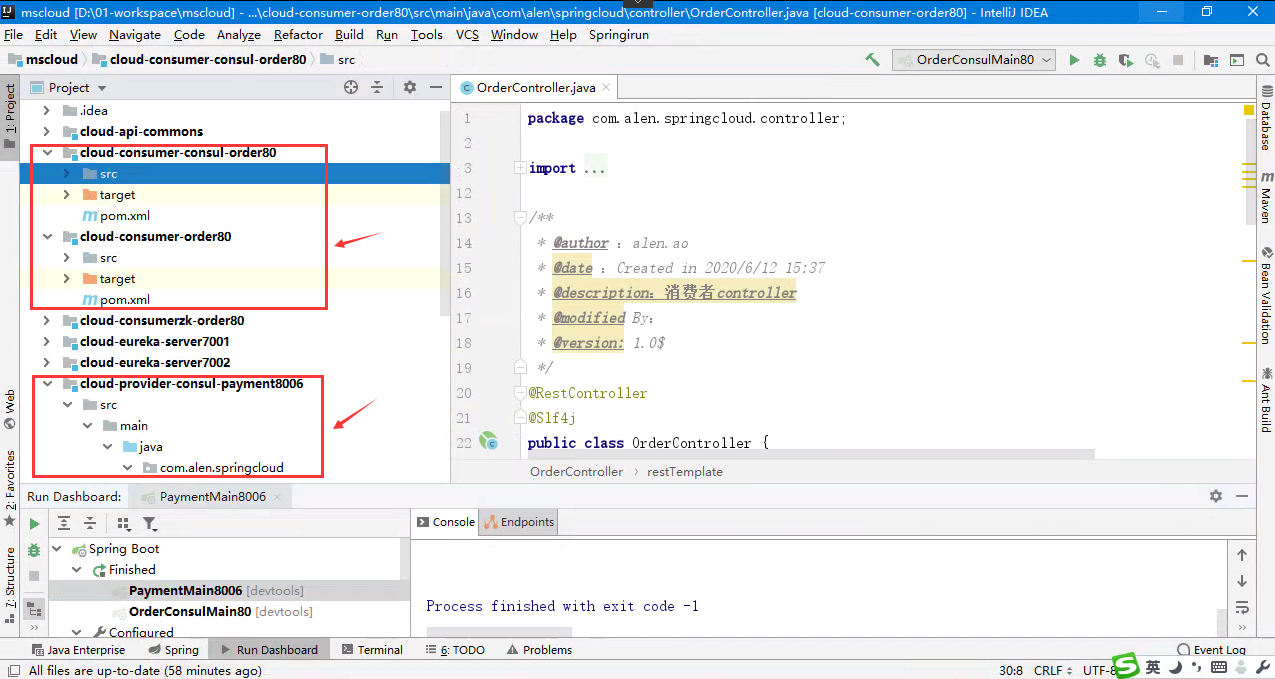 mscloud [D:\01-workspace\mscloud] - ...\cloud-consumer-order80\src\main\java\com\alen\springcloud\controller\OrderController.java [cloud-consumer-order80] - IntelliJ IDEA
File Edit View Navigate Code Analyze Refactor Build Run Tools VCS Window Help Springirun
mscloud cloud-consumer-consul-order80 src OrderConsulMain80
1: Project
Project
.idea
cloud-api-commons
cloud-consumer-consul-order80
src
target
pom.xml
cloud-consumer-order80
src
target
pom.xml
cloud-consumerzk-order80
cloud-eureka-server7001
cloud-eureka-server7002
cloud-provider-consul-payment8006
src
main
java
com.alen.springcloud
OrderController.java
1 package com.alen.springcloud.controller;
2
3 import ...
12
13 /**
14 * @author : alen.ao
15 * @date : Created in 2020/6/12 15:37
16 * @description: 消费者controller
17 * @modified By:
18 * @version: 1.0$
19 */
20 @RestController
21 @Slf4j
22 public class OrderController {
OrderController › restTemplate
Database
Maven
Bean Validation
Ant Build
Web
2: Favorites
7: Structure
Run Dashboard: PaymentMain8006
Console Endpoints
Spring Boot
Finished
PaymentMain8006 [devtools]
OrderConsulMain80 [devtools]
Configured
Process finished with exit code -1
Java Enterprise Spring Run Dashboard Terminal 6: TODO Problems Event Log
All files are up-to-date (58 minutes ago) 30:8 CRLF UTF-8 英